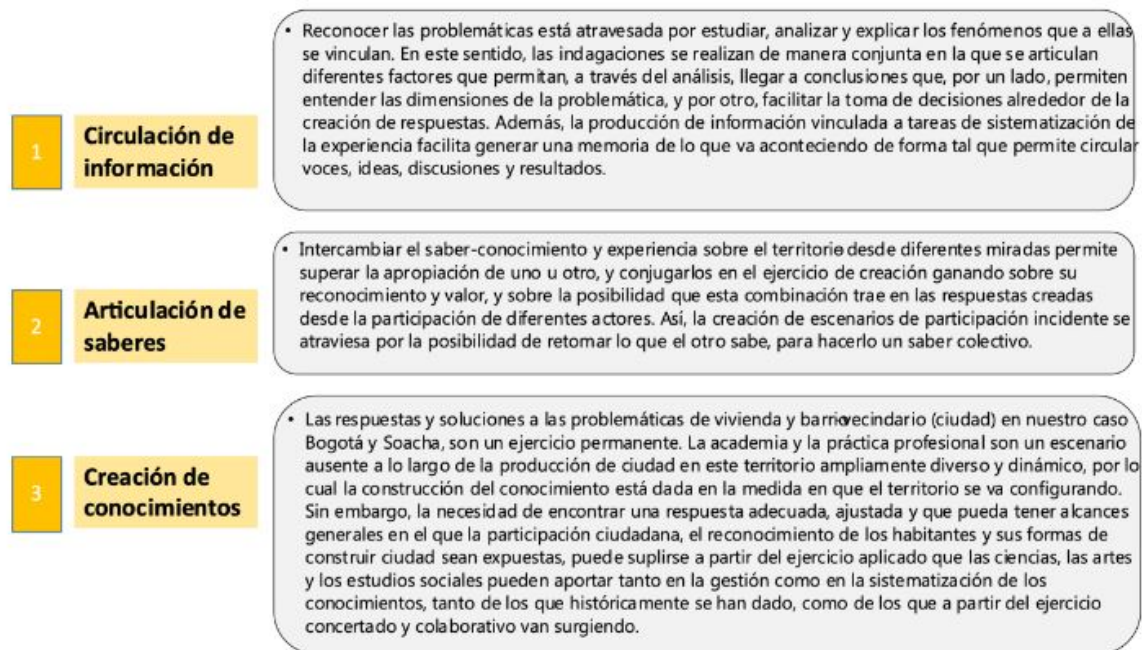 1
Circulación de
información
• Reconocer las problemáticas está atravesada por estudiar, analizar y explicar los fenómenos que a ellas
se vinculan. En este sentido, las indagaciones se realizan de manera conjunta en la que se articulan
diferentes factores que permitan, a través del análisis, llegar a conclusiones que, por un lado, permiten
entender las dimensiones de la problemática, y por otro, facilitar la toma de decisiones alrededor de la
creación de respuestas. Además, la producción de información vinculada a tareas de sistematización de
la experiencia facilita generar una memoria de lo que va aconteciendo de forma tal que permite circular
voces, ideas, discusiones y resultados.
2
Articulación de
saberes
• Intercambiar el saber-conocimiento y experiencia sobre el territorio desde diferentes miradas permite
superar la apropiación de uno u otro, y conjugarlos en el ejercicio de creación ganando sobre su
reconocimiento y valor, y sobre la posibilidad que esta combinación trae en las respuestas creadas
desde la participación de diferentes actores. Así, la creación de escenarios de participación incidente se
atraviesa por la posibilidad de retomar lo que el otro sabe, para hacerlo un saber colectivo.
3
Creación de
conocimientos
• Las respuestas y soluciones a las problemáticas de vivienda y barrio-vecindario (ciudad) en nuestro caso
Bogotá y Soacha, son un ejercicio permanente. La academia y la práctica profesional son un escenario
ausente a lo largo de la producción de ciudad en este territorio ampliamente diverso y dinámico, por lo
cual la construcción del conocimiento está dada en la medida en que el territorio se va configurando.
Sin embargo, la necesidad de encontrar una respuesta adecuada, ajustada y que pueda tener alcances
generales en el que la participación ciudadana, el reconocimiento de los habitantes y sus formas de
construir ciudad sean expuestas, puede suplirse a partir del ejercicio aplicado que las ciencias, las artes
y los estudios sociales pueden aportar tanto en la gestión como en la sistematización de los
conocimientos, tanto de los que históricamente se han dado, como de los que a partir del ejercicio
concertado y colaborativo van surgiendo.